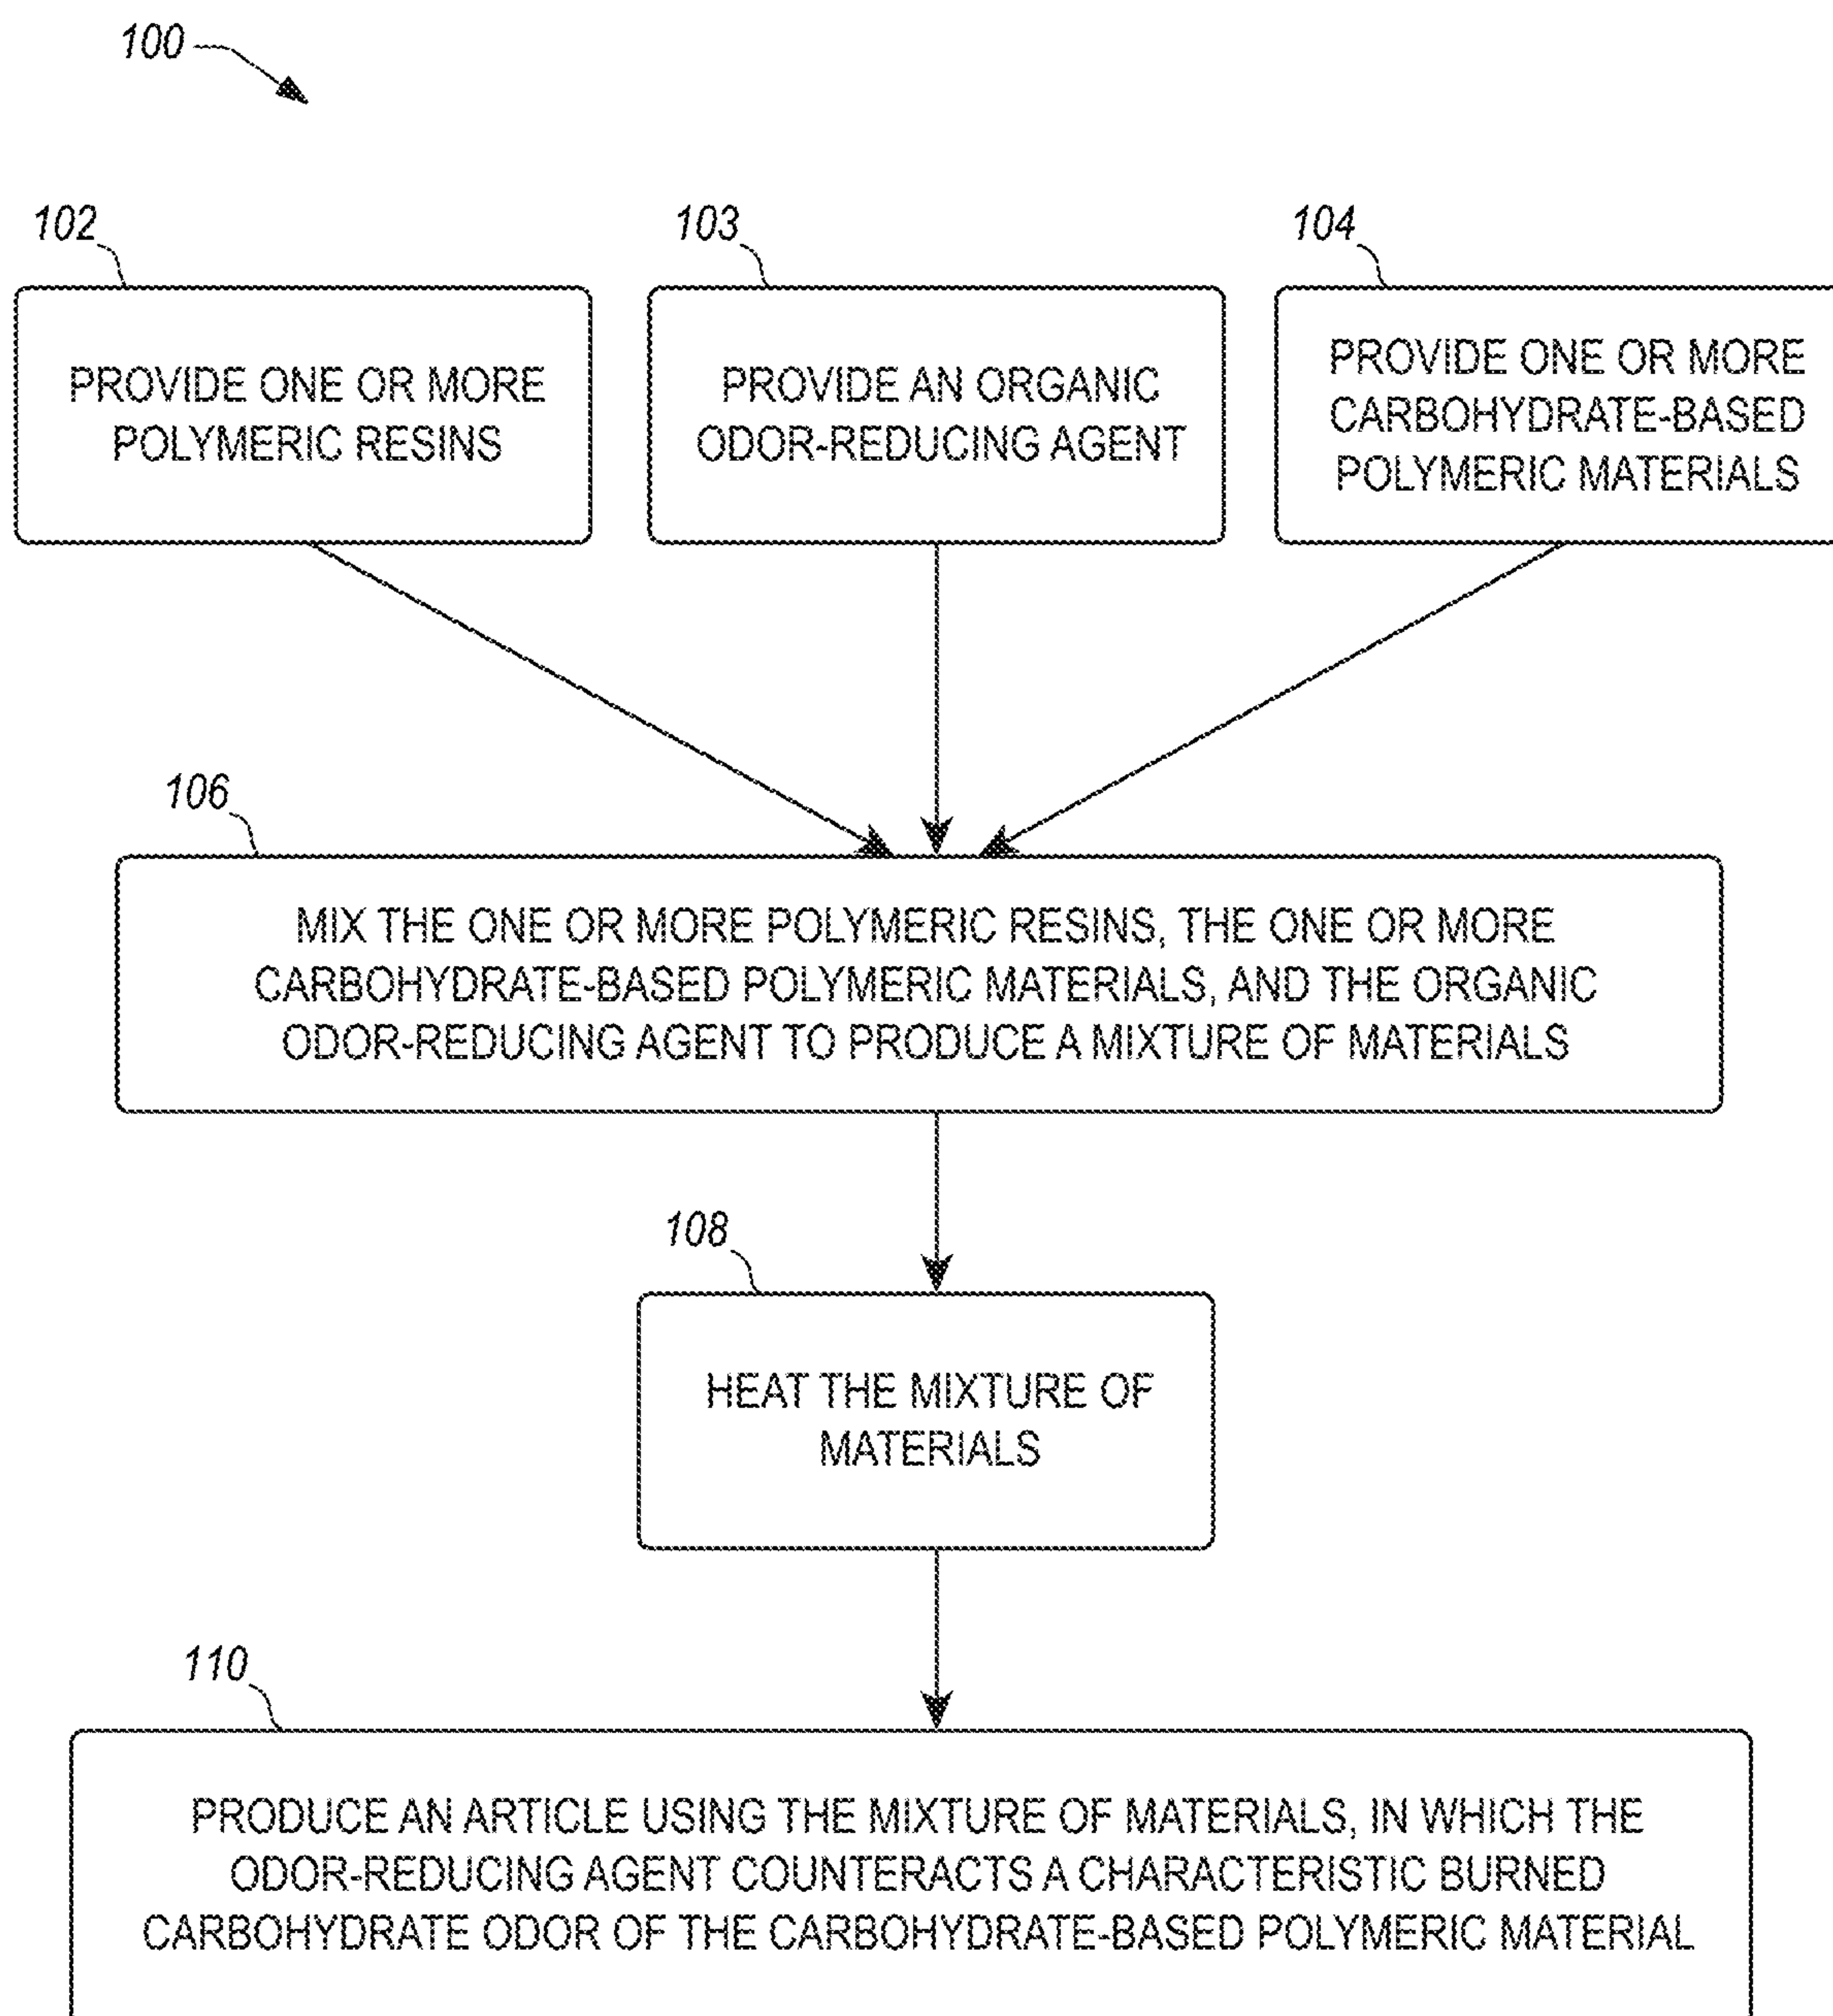 100
102
103
104
PROVIDE ONE OR MORE
POLYMERIC RESINS
PROVIDE AN ORGANIC
ODOR-REDUCING AGENT
PROVIDE ONE OR MORE
CARBOHYDRATE-BASED
POLYMERIC MATERIALS
106
MIX THE ONE OR MORE POLYMERIC RESINS, THE ONE OR MORE
CARBOHYDRATE-BASED POLYMERIC MATERIALS, AND THE ORGANIC
ODOR-REDUCING AGENT TO PRODUCE A MIXTURE OF MATERIALS
108
HEAT THE MIXTURE OF
MATERIALS
110
PRODUCE AN ARTICLE USING THE MIXTURE OF MATERIALS, IN WHICH THE
ODOR-REDUCING AGENT COUNTERACTS A CHARACTERISTIC BURNED
CARBOHYDRATE ODOR OF THE CARBOHYDRATE-BASED POLYMERIC MATERIAL